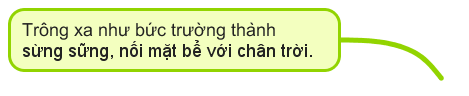 Trông xa như bức trường thành
sừng sững, nối mặt bể với chân trời.